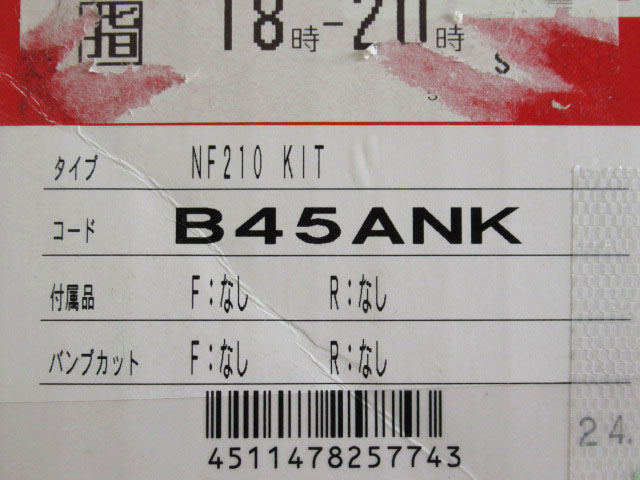 指 18時-20時
S
タイプ NF210 KIT
コード B45ANK
付属品 F:なし R:なし
バンプカット F:なし R:なし
4511478257743
24.